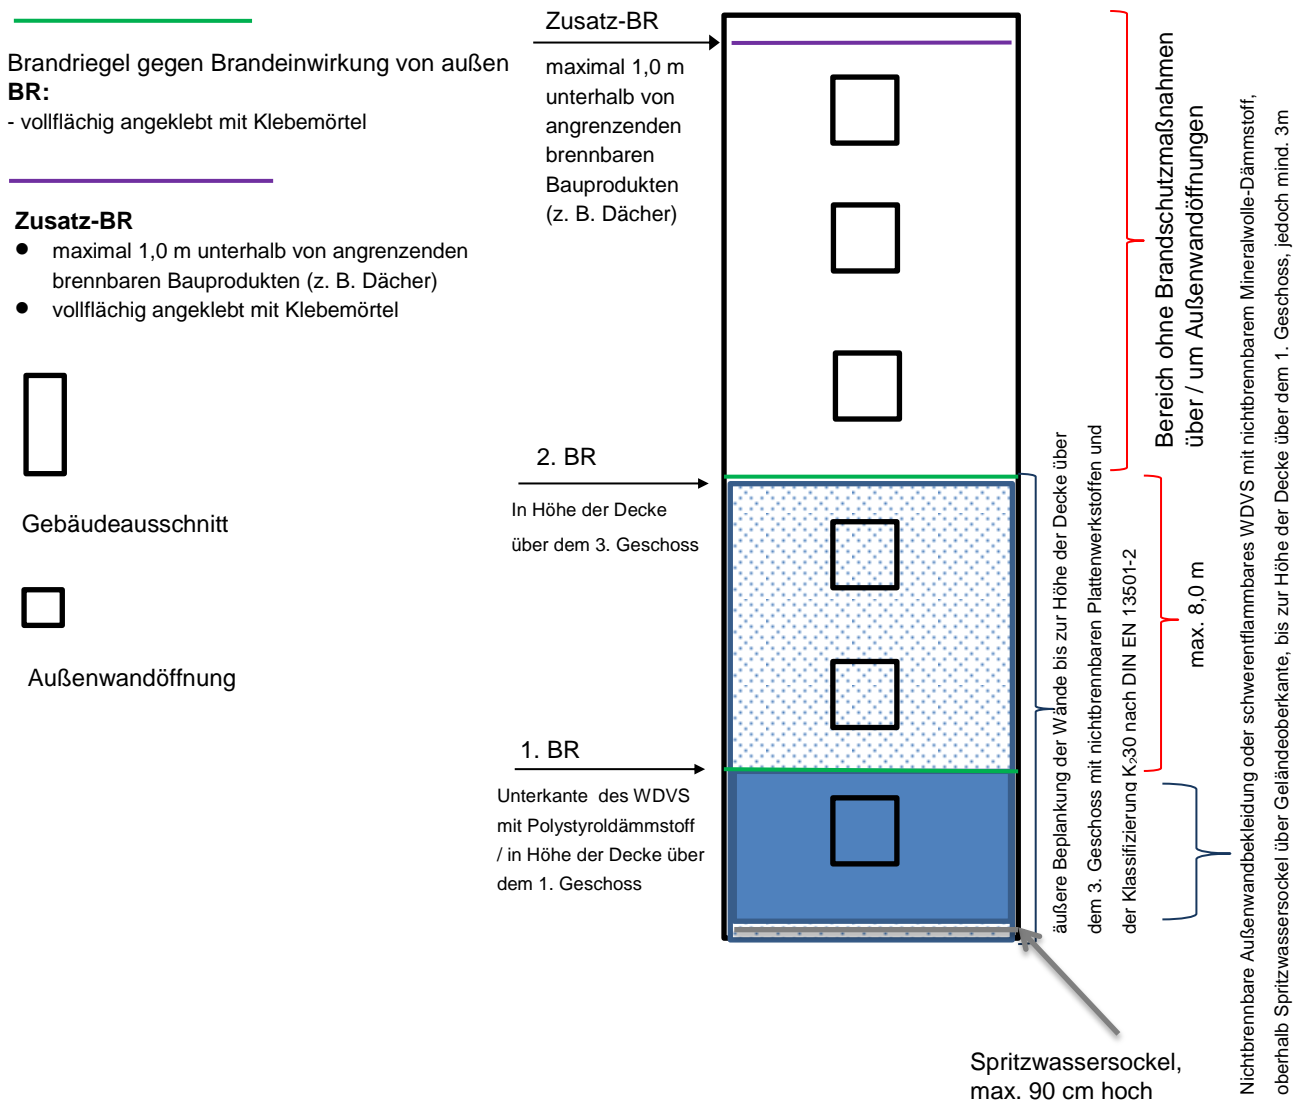 Brandriegel gegen Brandeinwirkung von außen
BR:
- vollflächig angeklebt mit Klebemörtel
Zusatz-BR
● maximal 1,0 m unterhalb von angrenzenden
brennbaren Bauprodukten (z. B. Dächer)
● vollflächig angeklebt mit Klebemörtel
Gebäudeausschnitt
Außenwandöffnung
Zusatz-BR
maximal 1,0 m
unterhalb von
angrenzenden
brennbaren
Bauprodukten
(z. B. Dächer)
2. BR
In Höhe der Decke
über dem 3. Geschoss
1. BR
Unterkante des WDVS
mit Polystyroldämmstoff
/ in Höhe der Decke über
dem 1. Geschoss
äußere Beplankung der Wände bis zur Höhe der Decke über
dem 3. Geschoss mit nichtbrennbaren Plattenwerkstoffen und
der Klassifizierung K₂30 nach DIN EN 13501-2
Bereich ohne Brandschutzmaßnahmen
über / um Außenwandöffnungen
max. 8,0 m
Nichtbrennbare Außenwandbekleidung oder schwerentflammbares WDVS mit nichtbrennbarem Mineralwolle-Dämmstoff,
oberhalb Spritzwassersockel über Geländeoberkante, bis zur Höhe der Decke über dem 1. Geschoss, jedoch mind. 3m
Spritzwassersockel,
max. 90 cm hoch